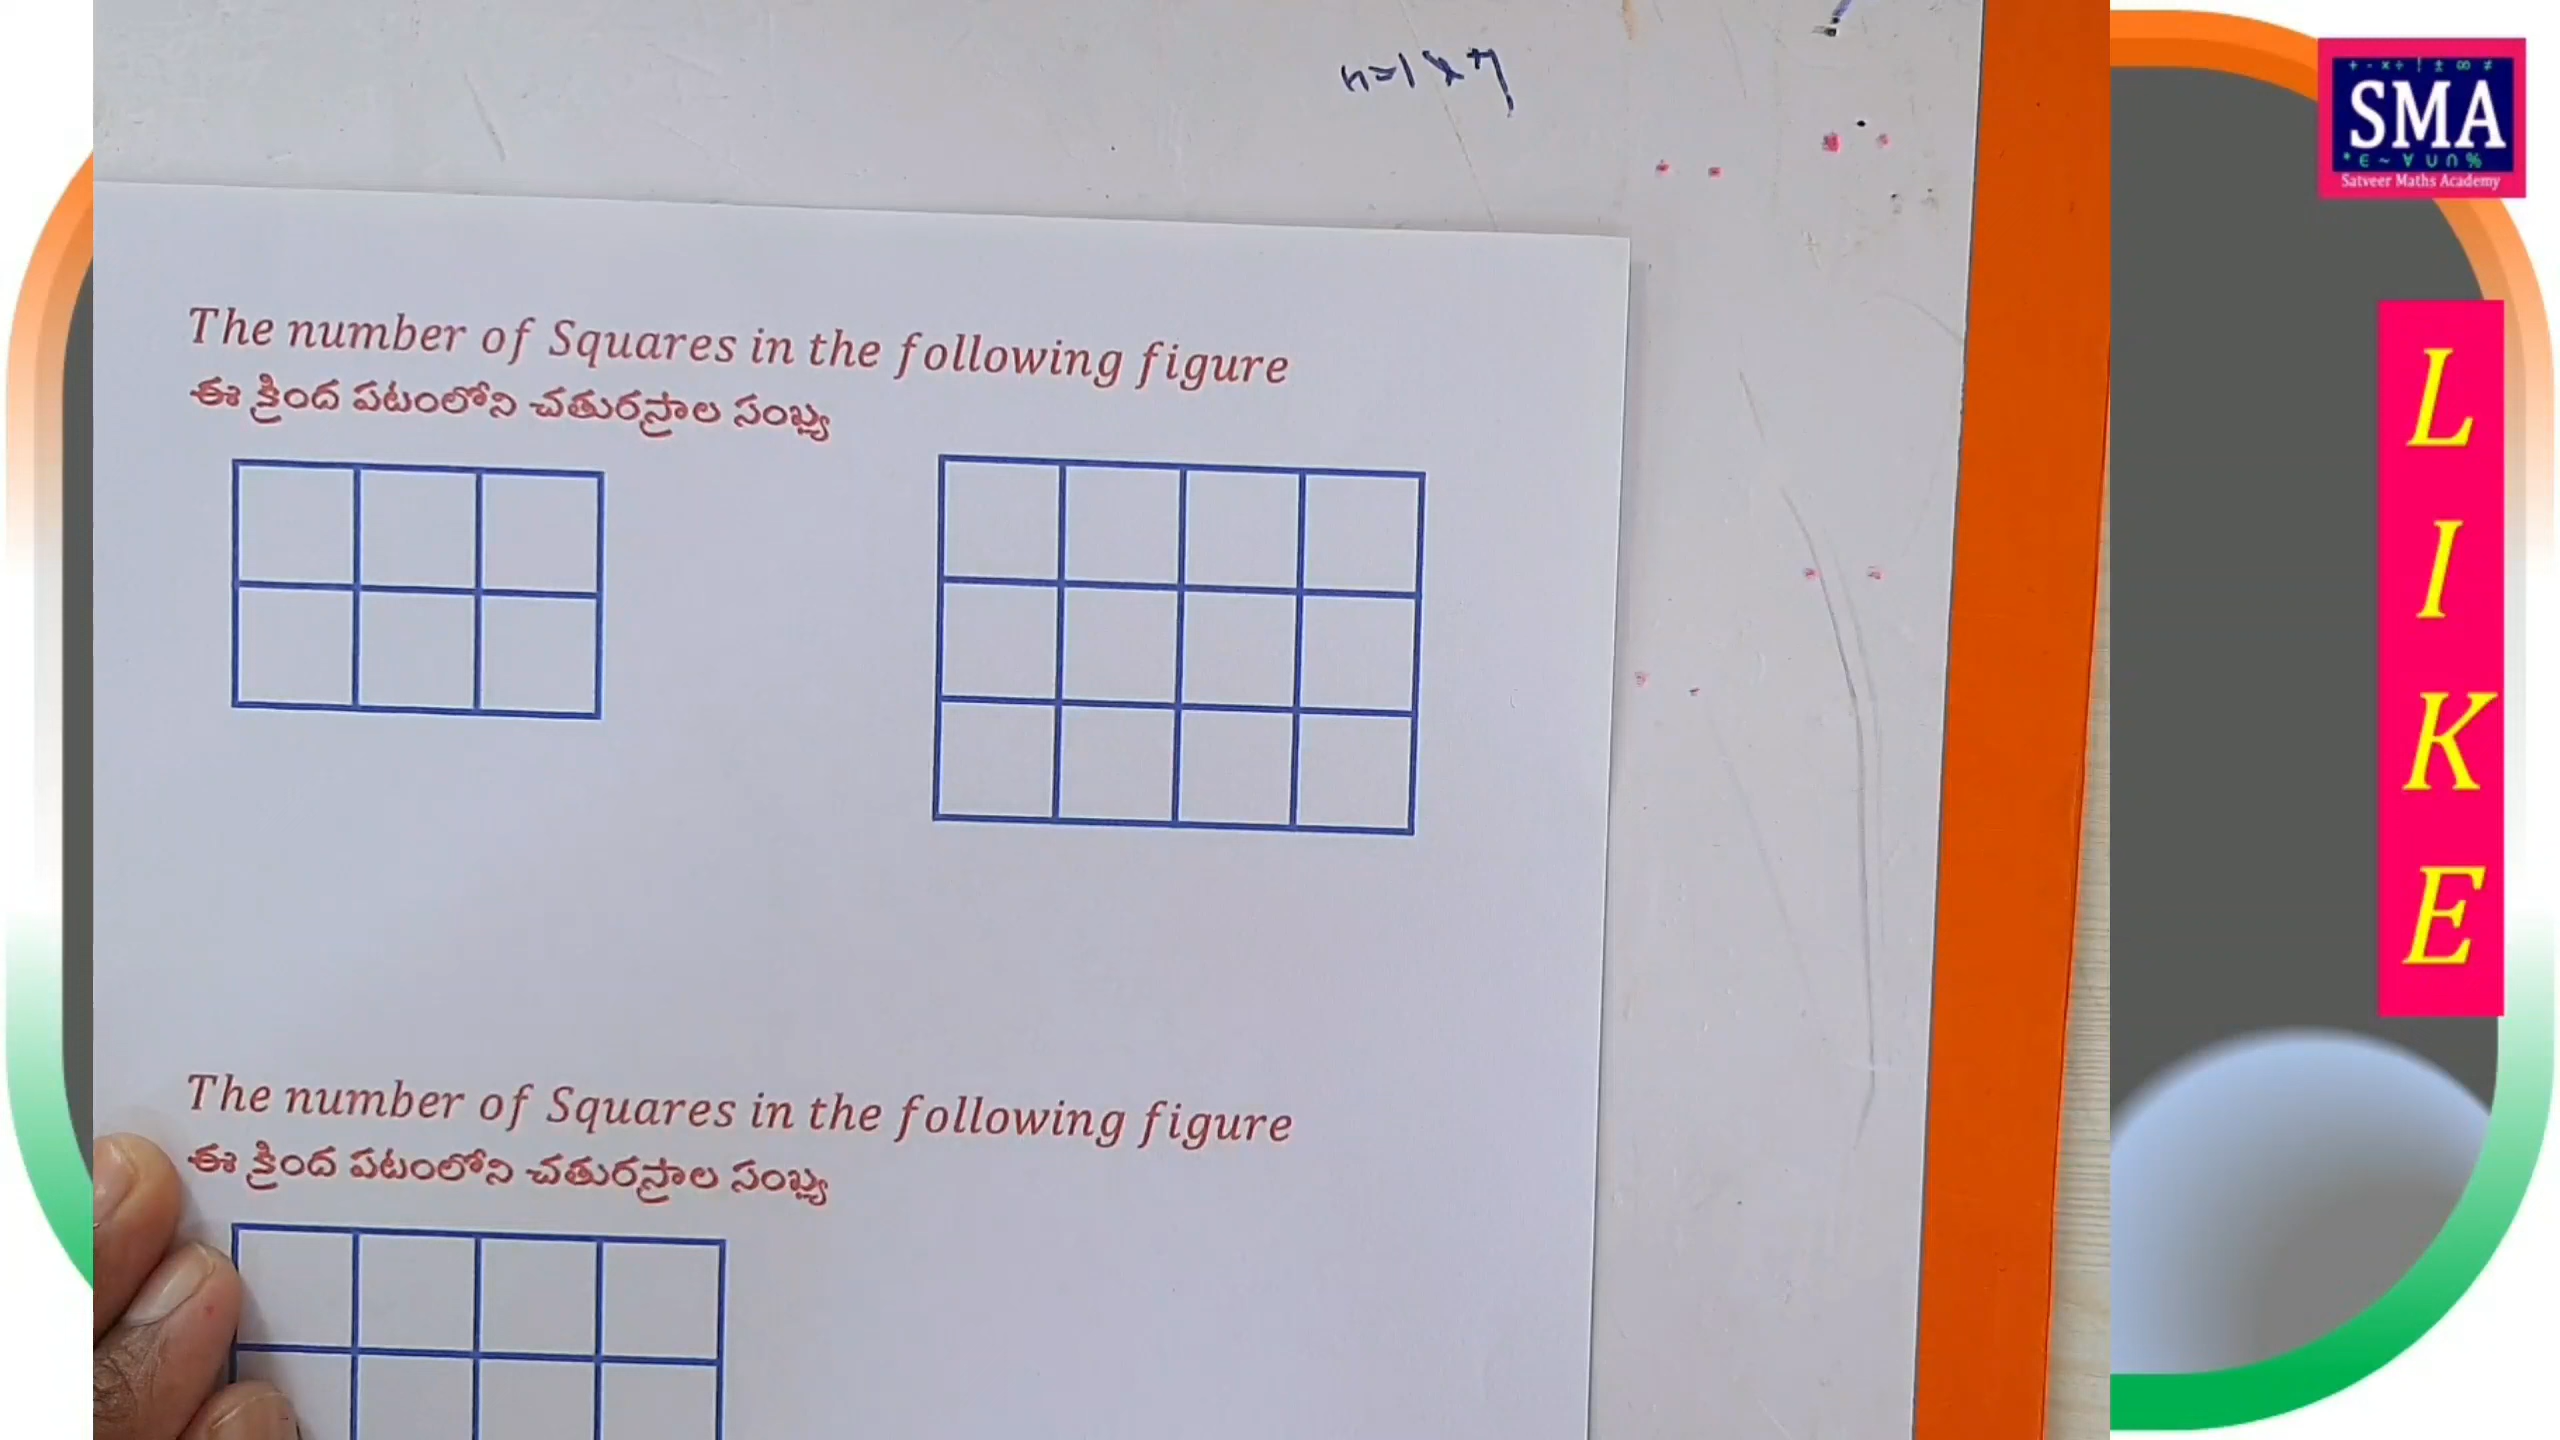 n=1 x
+ - × ÷ ! ± ∞ ≠
SMA
* ∈ ~ ∀ ∪ ∩ %
Satveer Maths Academy
The number of Squares in the following figure
ఈ క్రింద పటంలోని చతురస్రాల సంఖ్య
The number of Squares in the following figure
ఈ క్రింద పటంలోని చతురస్రాల సంఖ్య
L
I
K
E